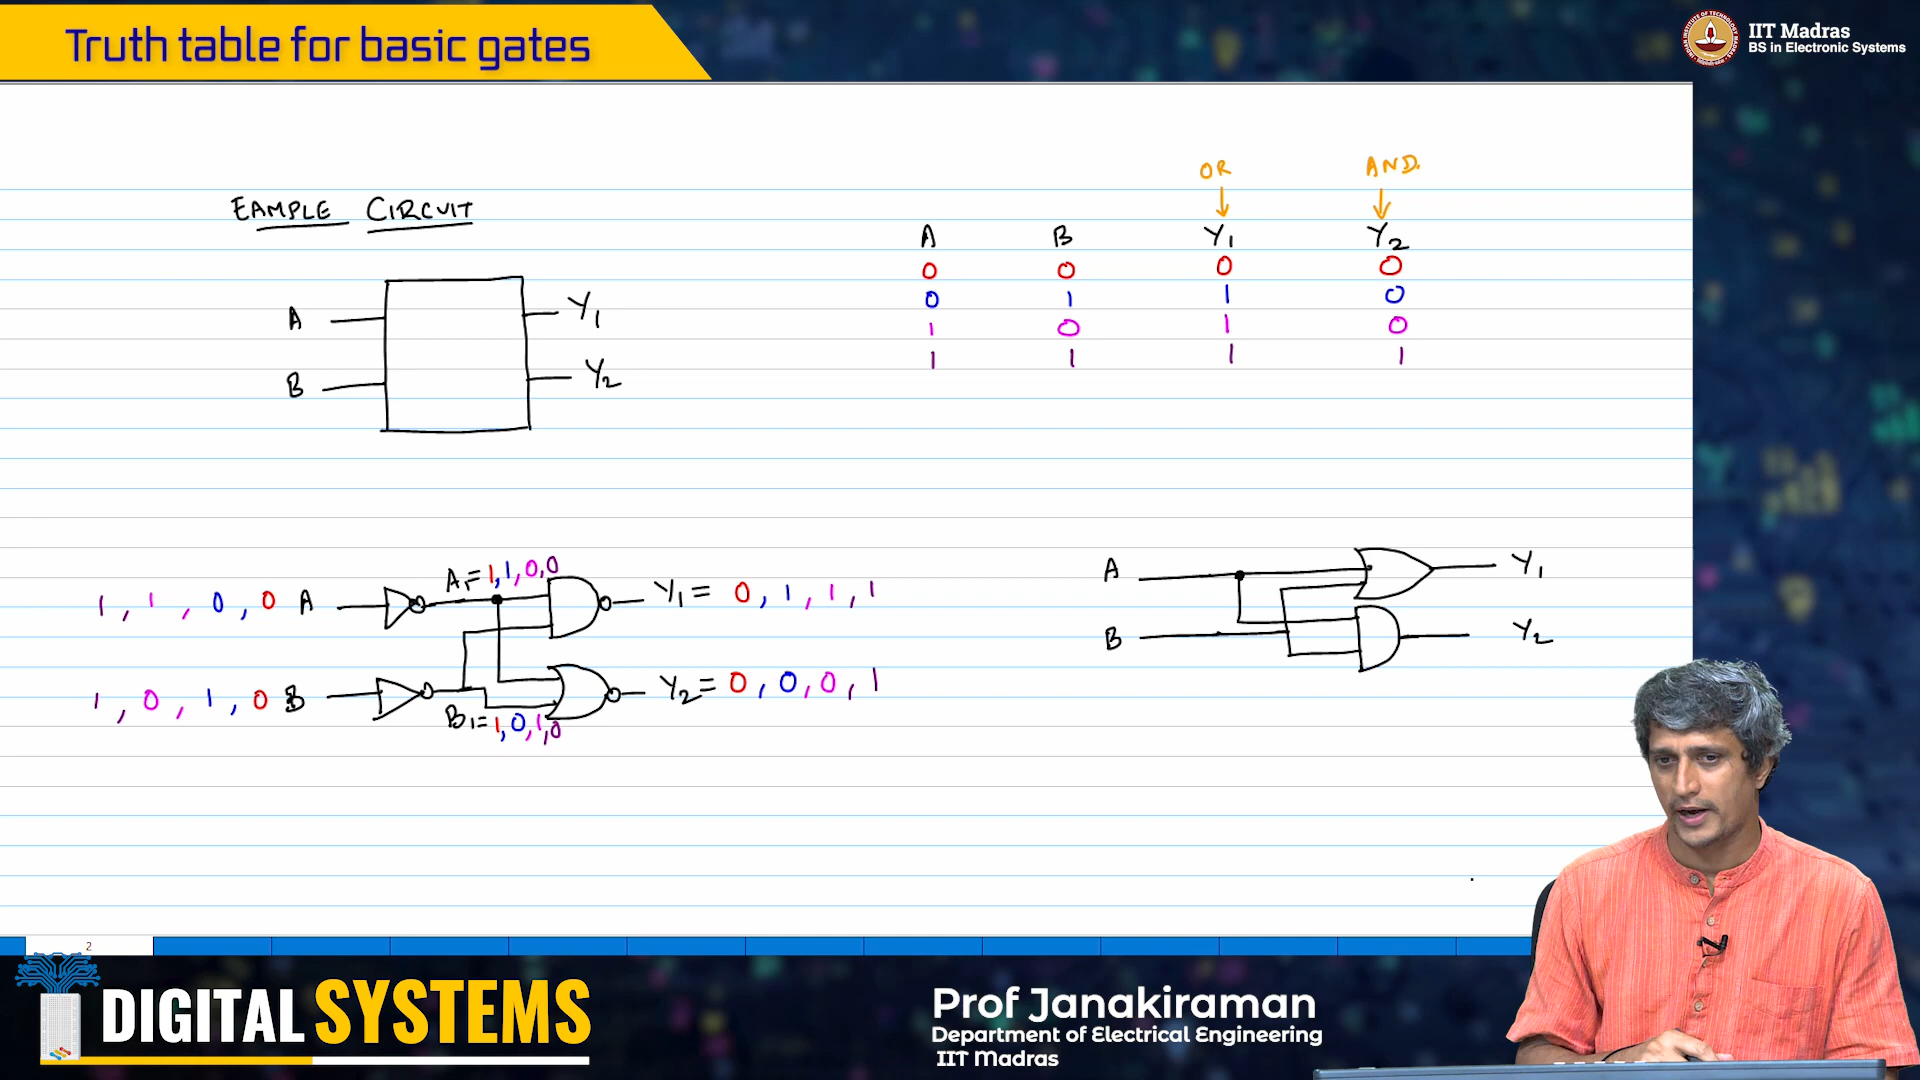 Truth table for basic gates
IIT Madras
BS in Electronic Systems
EAMPLE CIRCUIT
OR AND.
A B Y1 Y2
0 0 0 0
0 1 1 0
1 0 1 0
1 1 1 1
A Y1
B Y2
A1=1,1,0,0
1, 1, 0, 0 A Y1= 0, 1, 1, 1
1, 0, 1, 0 B Y2= 0, 0, 0, 1
B1=1,0,1,0
A Y1
B Y2
2
DIGITAL SYSTEMS
Prof Janakiraman
Department of Electrical Engineering
IIT Madras